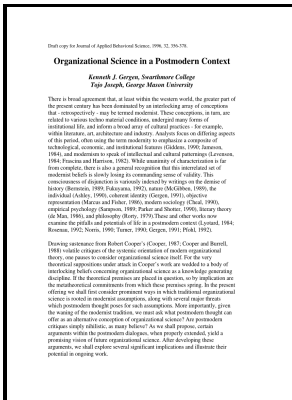 Draft copy for Journal of Applied Behavioral Science, 1996, 32, 356-378.
Organizational Science in a Postmodern Context
Kenneth J. Gergen, Swarthmore College
Tojo Joseph, George Mason University
There is broad agreement that, at least within the western world, the greater part of
the present century has been dominated by an interlocking array of conceptions
that - retrospectively - may be termed modernist. These conceptions, in turn, are
related to various techno material conditions, undergird many forms of
institutional life, and inform a broad array of cultural practices - for example,
within literature, art, architecture and industry. Analysts focus on differing aspects
of this period, often using the term modernity to emphasize a composite of
technological, economic, and institutional features (Giddens, 1990; Jameson,
1984), and modernism to speak of intellectual and cultural patternings (Levenson,
1984; Frascina and Harrison, 1982). While unanimity of characterization is far
from complete, there is also a general recognition that this interrelated set of
modernist beliefs is slowly losing its commanding sense of validity. This
consciousness of disjunction is variously indexed by writings on the demise of
history (Bernstein, 1989; Fukuyama, 1992), nature (McGibben, 1989), the
individual (Ashley, 1990), coherent identity (Gergen, 1991), objective
representation (Marcus and Fisher, 1986), modern sociology (Cheal, 1990),
empirical psychology (Sampson, 1989; Parker and Shotter, 1990), literary theory
(de Man, 1986), and philosophy (Rorty, 1979).These and other works now
examine the pitfalls and potentials of life in a postmodern context (Lyotard, 1984;
Rosenau, 1992; Norris, 1990; Turner, 1990; Gergen, 1991; Pfohl, 1992).
Drawing sustenance from Robert Cooper's (Cooper, 1987; Cooper and Burrell,
1988) volatile critiques of the systemic orientation of modern organizational
theory, one pauses to consider organizational science itself. For the very
theoretical suppositions under attack in Cooper's work are wedded to a body of
interlocking beliefs concerning organizational science as a knowledge generating
discipline. If the theoretical premises are placed in question, so by implication are
the metatheoretical commitments from which these premises spring. In the present
offering we shall first consider prominent ways in which traditional organizational
science is rooted in modernist assumptions, along with several major threats
which postmodern thought poses for such assumptions. More importantly, given
the waning of the modernist tradition, we must ask what postmodern thought can
offer as an alternative conception of organizational science? Are postmodern
critiques simply nihilistic, as many believe? As we shall propose, certain
arguments within the postmodern dialogues, when properly extended, yield a
promising vision of future organizational science. After developing these
arguments, we shall explore several significant implications and illustrate their
potential in ongoing work.